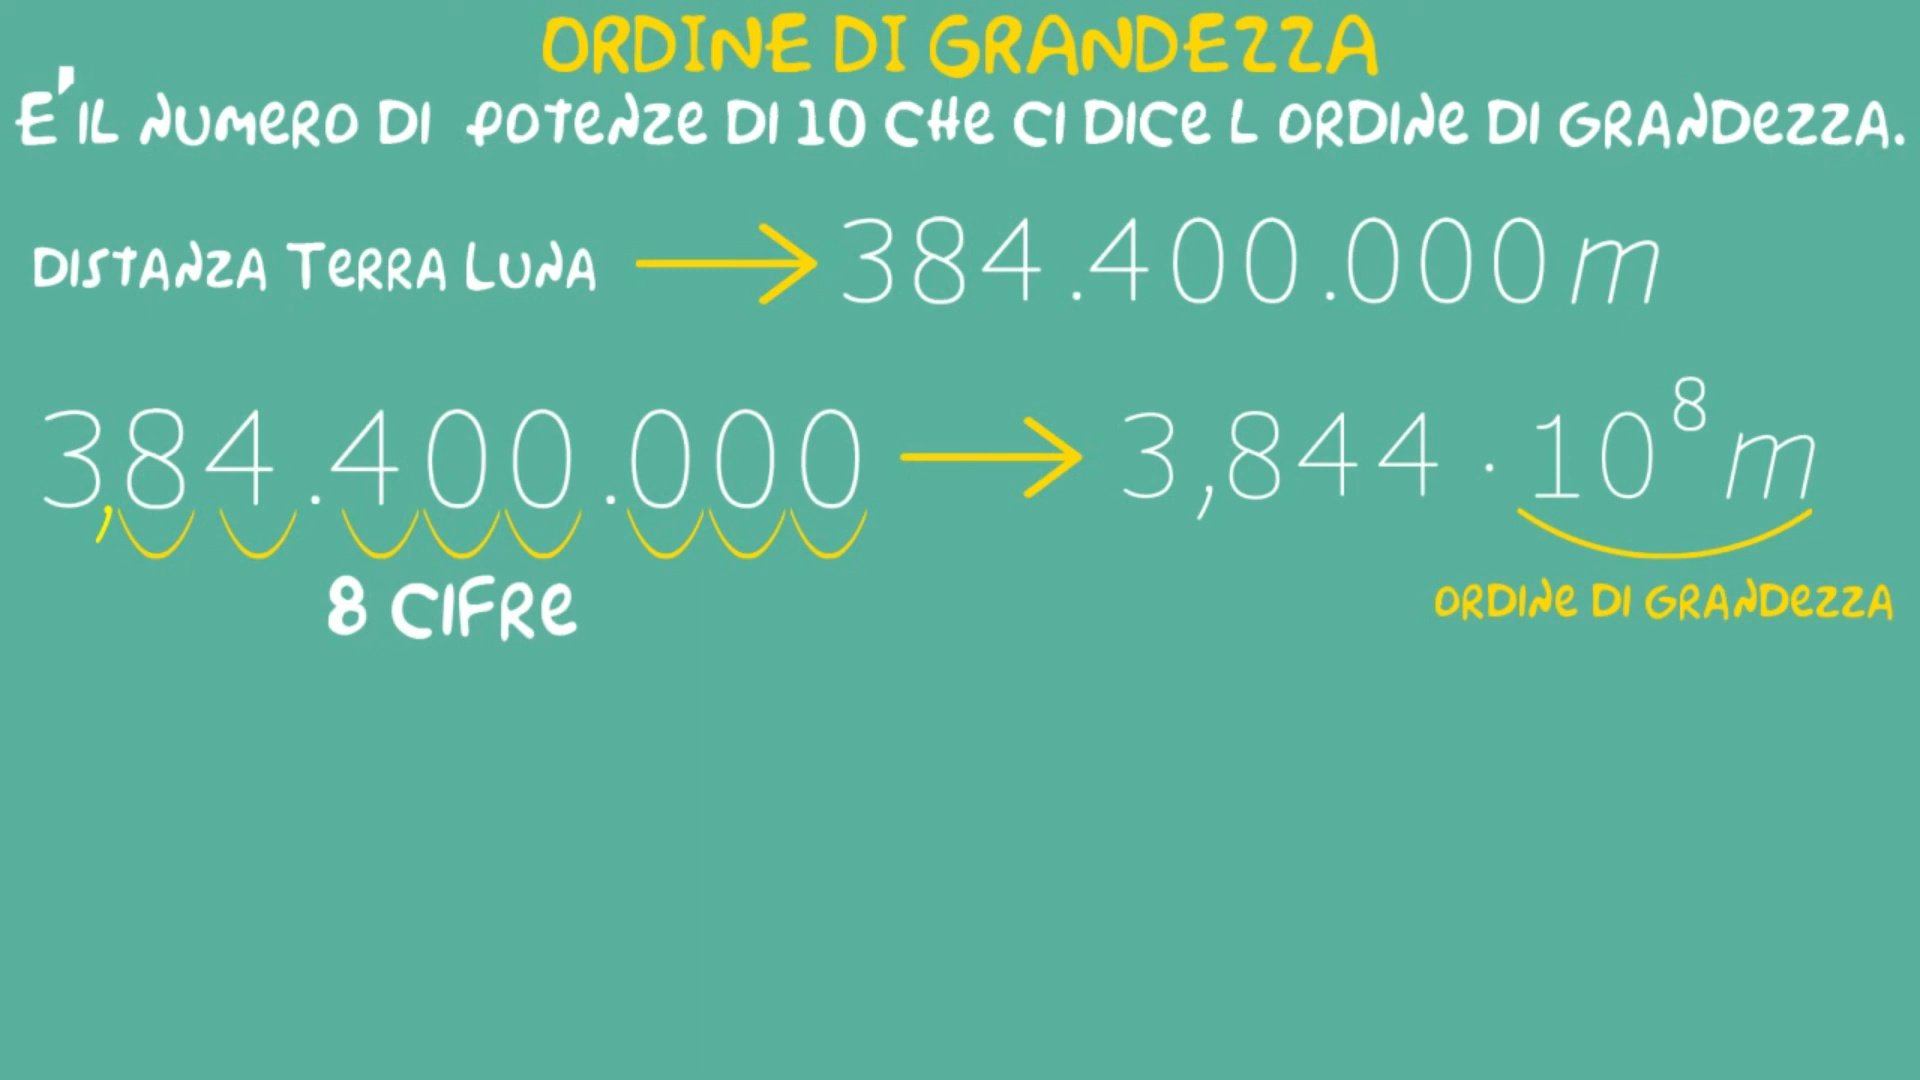 ORDINE DI GRANDEZZA
E'IL NUMERO DI POTENZE DI 10 CHE CI DICE L ORDINE DI GRANDEZZA.
DISTANZA TERRA LUNA → 384.400.000 m
3,84.400.000 → 3,844 · 10⁸ m
8 CIFRE
ORDINE DI GRANDEZZA